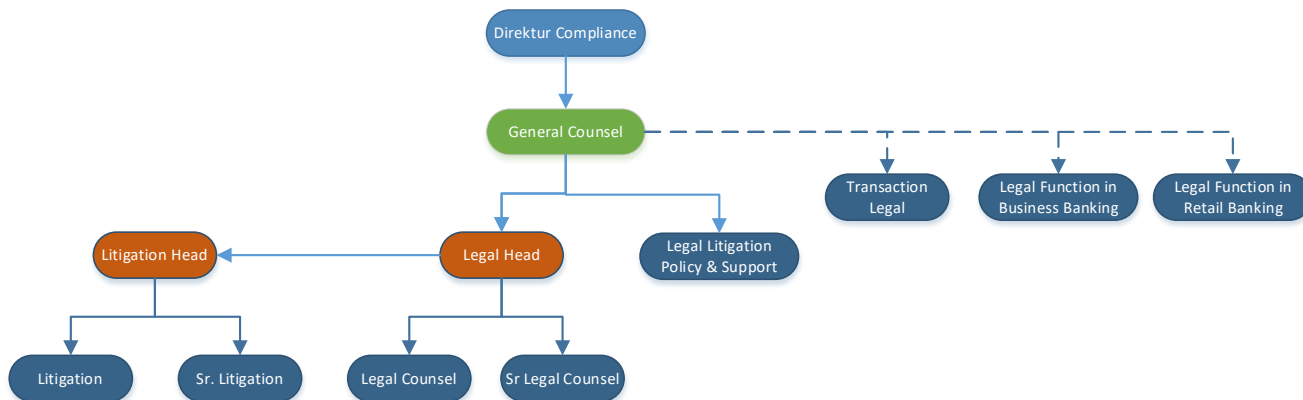 Direktur Compliance
General Counsel
Transaction
Legal
Legal Function in
Business Banking
Legal Function in
Retail Banking
Litigation Head
Legal Head
Legal Litigation
Policy & Support
Litigation
Sr. Litigation
Legal Counsel
Sr Legal Counsel